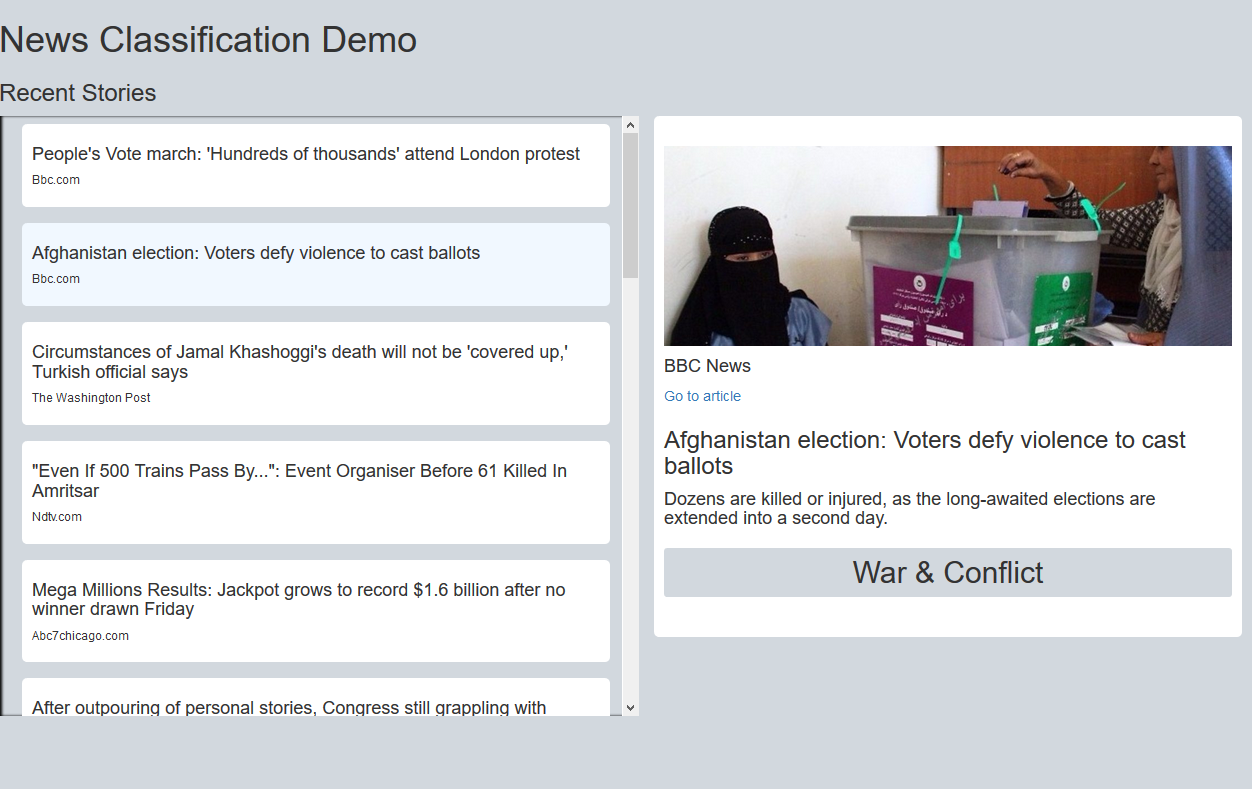 News Classification Demo
Recent Stories
People's Vote march: 'Hundreds of thousands' attend London protest
Bbc.com
Afghanistan election: Voters defy violence to cast ballots
Bbc.com
Circumstances of Jamal Khashoggi's death will not be 'covered up,'
Turkish official says
The Washington Post
"Even If 500 Trains Pass By...": Event Organiser Before 61 Killed In
Amritsar
Ndtv.com
Mega Millions Results: Jackpot grows to record $1.6 billion after no
winner drawn Friday
Abc7chicago.com
After outpouring of personal stories, Congress still grappling with
BBC News
Go to article
Afghanistan election: Voters defy violence to cast
ballots
Dozens are killed or injured, as the long-awaited elections are
extended into a second day.
War & Conflict